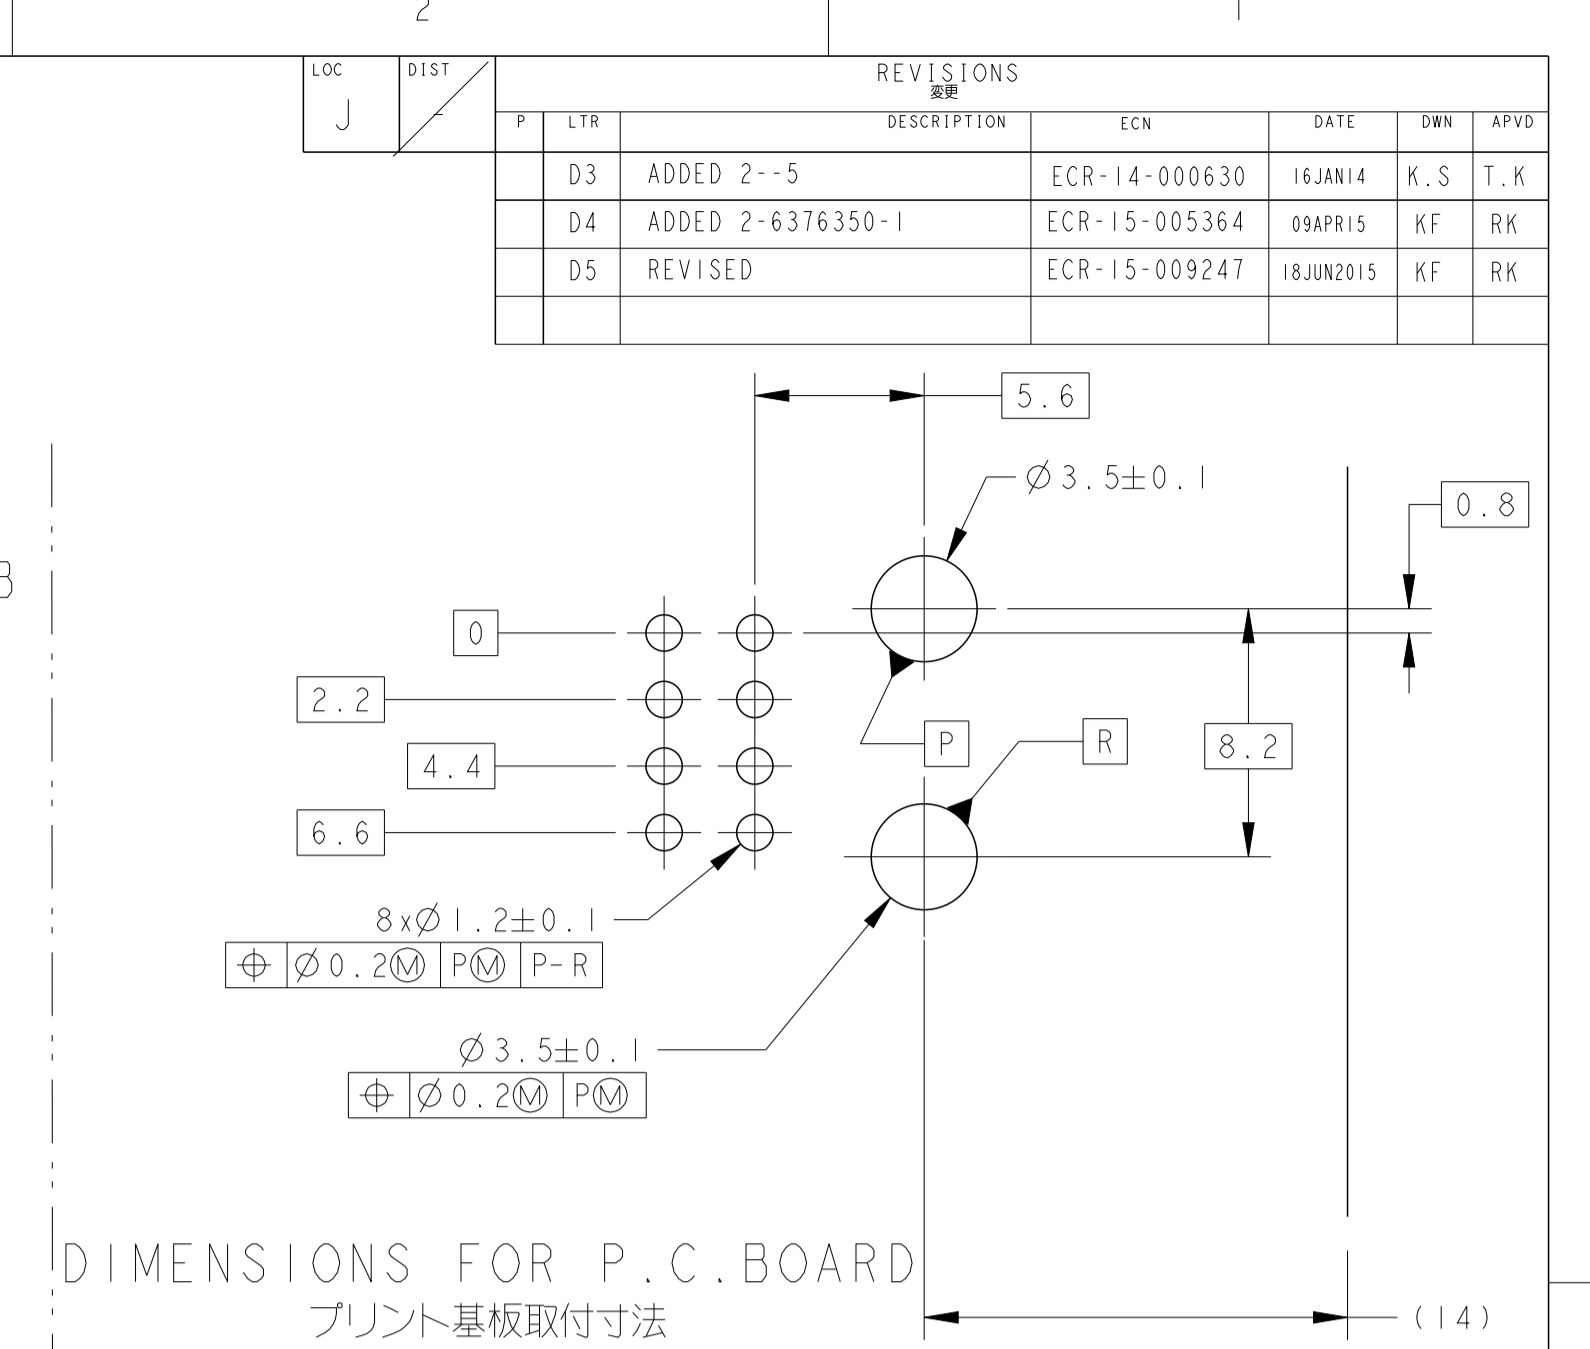 2 1
LOC DIST REVISIONS
変更
J -
P LTR DESCRIPTION ECN DATE DWN APVD
D3 ADDED 2--5 ECR-14-000630 16JAN14 K.S T.K
D4 ADDED 2-6376350-1 ECR-15-005364 09APR15 KF RK
D5 REVISED ECR-15-009247 18JUN2015 KF RK
5.6
Ø3.5±0.1
0.8
B
0
2.2
P R 8.2
4.4
6.6
8xØ1.2±0.1
⌖ Ø0.2Ⓜ PⓂ P-R
Ø3.5±0.1
⌖ Ø0.2Ⓜ PⓂ
DIMENSIONS FOR P.C.BOARD
プリント基板取付寸法
(14)